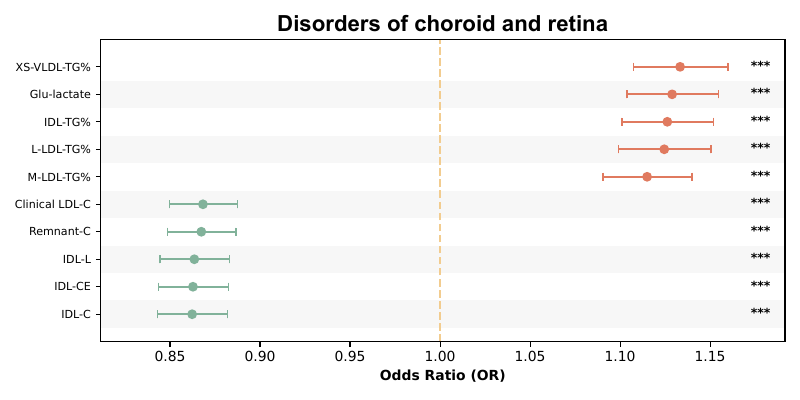 Disorders of choroid and retina
XS-VLDL-TG% ***
Glu-lactate ***
IDL-TG% ***
L-LDL-TG% ***
M-LDL-TG% ***
Clinical LDL-C ***
Remnant-C ***
IDL-L ***
IDL-CE ***
IDL-C ***
0.85 0.90 0.95 1.00 1.05 1.10 1.15
Odds Ratio (OR)